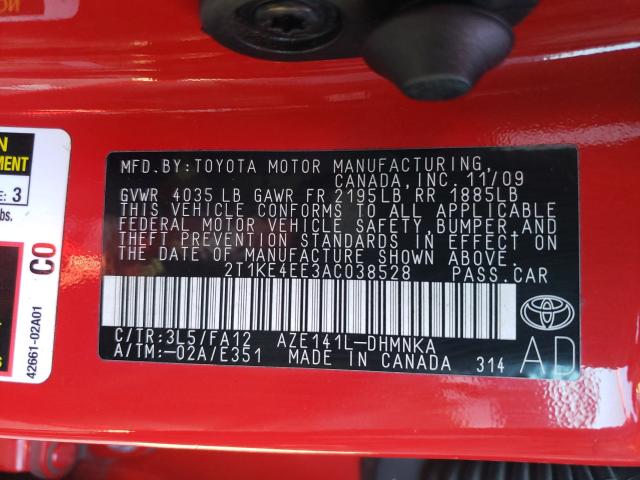 MFD. BY: TOYOTA MOTOR MANUFACTURING,
CANADA, INC. 11/09
GVWR 4035 LB GAWR FR 2195LB RR 1885LB
THIS VEHICLE CONFORMS TO ALL APPLICABLE
FEDERAL MOTOR VEHICLE SAFETY, BUMPER, AND
THEFT PREVENTION STANDARDS IN EFFECT ON
THE DATE OF MANUFACTURE SHOWN ABOVE.
2T1KE4EE3AC038528 PASS. CAR
C/TR: 3L5/FA12 AZE141L-DHMNKA
A/TM: -02A/E351 MADE IN CANADA 314
AD
E: 3
bs.
CO
42661-02A01